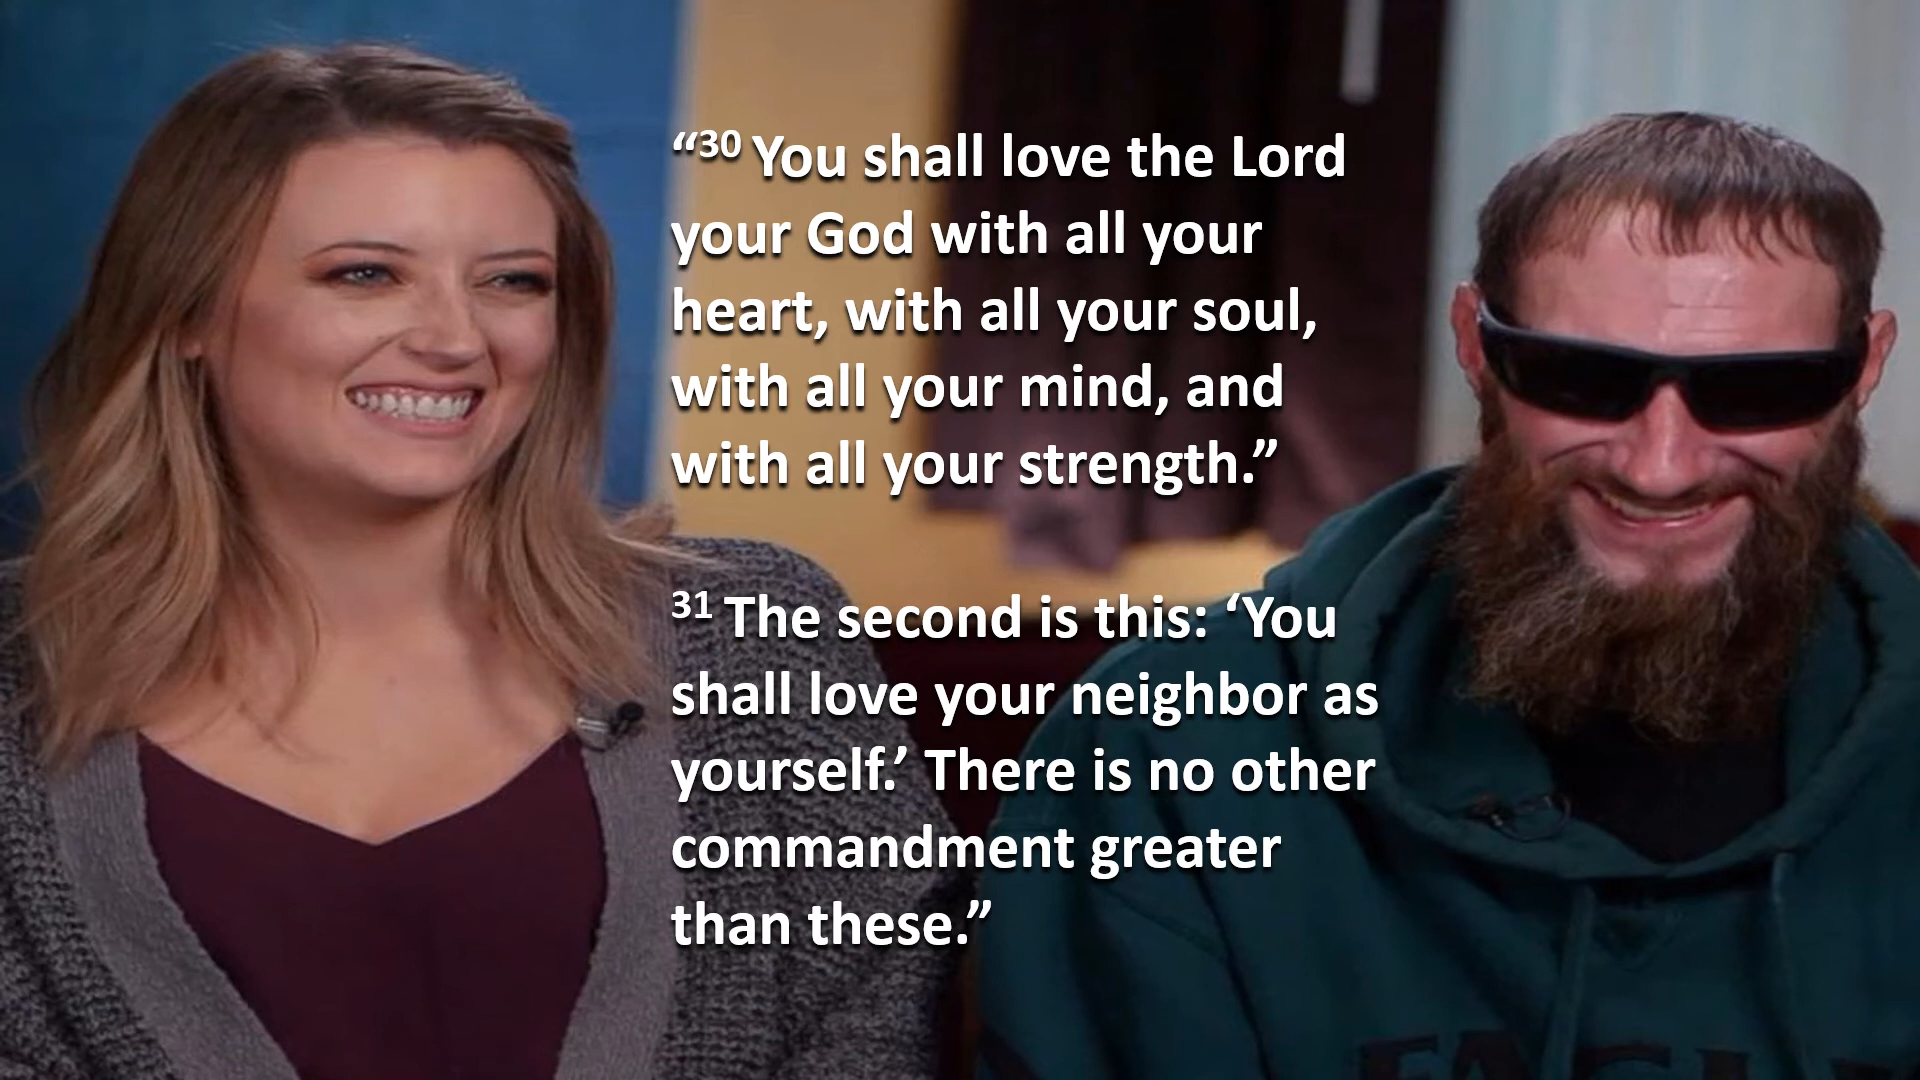 “30 You shall love the Lord
your God with all your
heart, with all your soul,
with all your mind, and
with all your strength.”
31 The second is this: ‘You
shall love your neighbor as
yourself.’ There is no other
commandment greater
than these.”